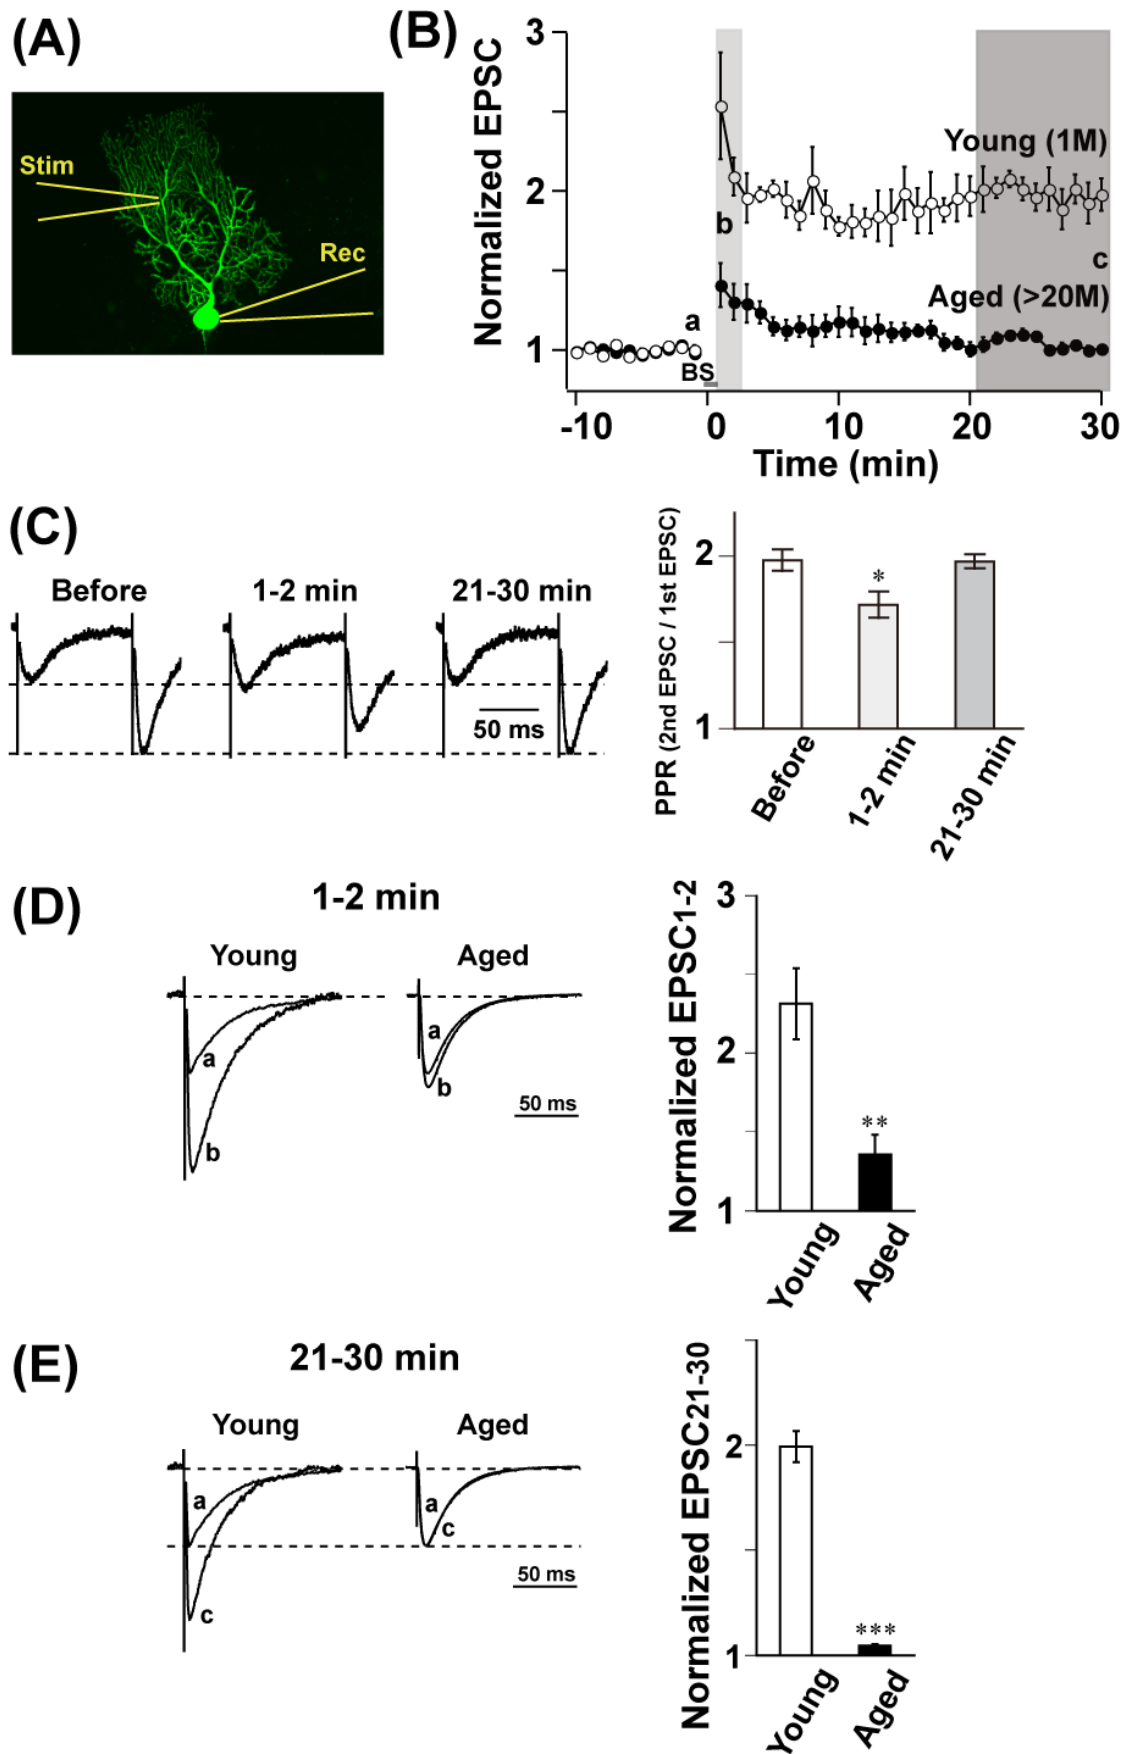 (A)
Stim
Rec
(B)
Normalized EPSC
3
2
1
Young (1M)
b
c
Aged (>20M)
a
BS
-10 0 10 20 30
Time (min)
(C)
Before 1-2 min 21-30 min
50 ms
PPR (2nd EPSC / 1st EPSC)
2
1
*
Before
1-2 min
21-30 min
(D)
1-2 min
Young Aged
a
b
a
b
50 ms
Normalized EPSC1-2
3
2
1
**
Young
Aged
(E)
21-30 min
Young Aged
a
c
a
c
50 ms
Normalized EPSC21-30
2
1
***
Young
Aged